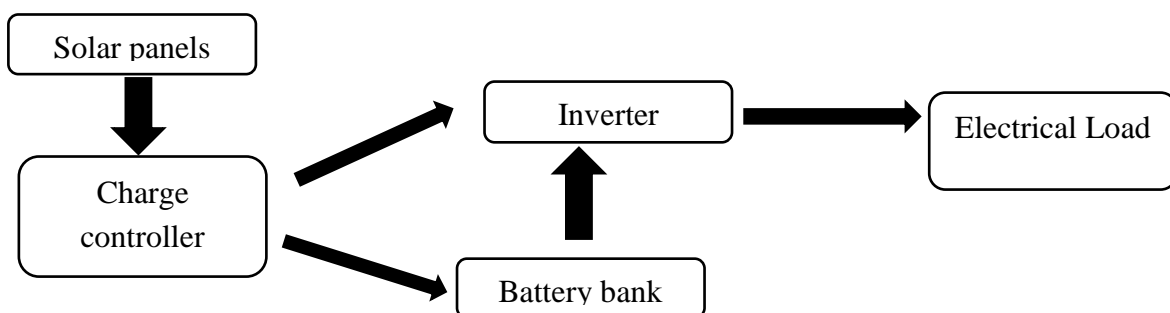 Solar panels
Inverter
Electrical Load
Charge
controller
Battery bank